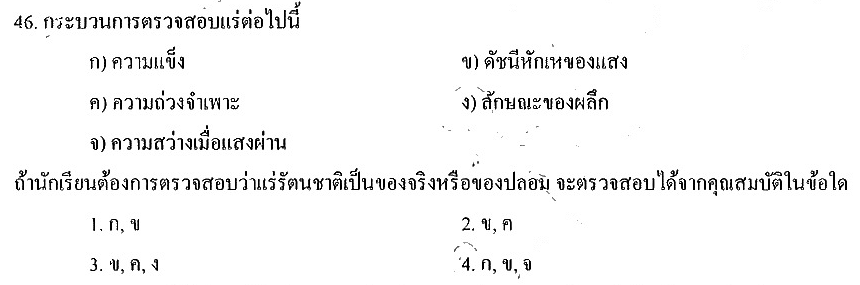 46. กระบวนการตรวจสอบแร่ต่อไปนี้
ก) ความแข็ง ข) ดัชนีหักเหของแสง
ค) ความถ่วงจำเพาะ ง) ลักษณะของผลึก
จ) ความสว่างเมื่อแสงผ่าน
ถ้านักเรียนต้องการตรวจสอบว่าแร่รัตนชาติเป็นของจริงหรือของปลอม จะตรวจสอบได้จากคุณสมบัติในข้อใด
1. ก, ข 2. ข, ค
3. ข, ค, ง 4. ก, ข, จ